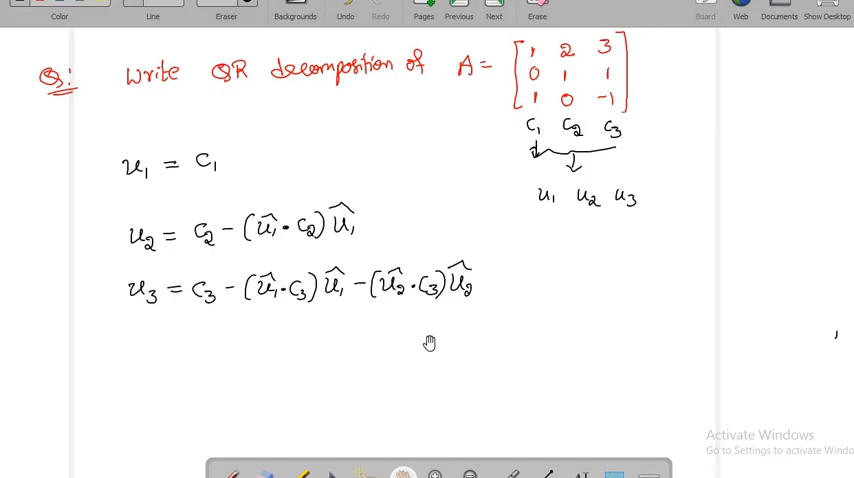 Color Line Eraser Backgrounds Undo Redo Pages Previous Next Erase Board Web Documents Show Desktop
Q: Write QR decomposition of A = [1 2 3
0 1 1
1 0 -1]
C₁ C₂ C₃
u₁ u₂ u₃
u₁ = C₁
u₂ = C₂ - (û₁ · C₂) û₁
u₃ = C₃ - (û₁ · C₃) û₁ - (û₂ · C₃) û₂
Activate Windows
Go to Settings to activate Windo